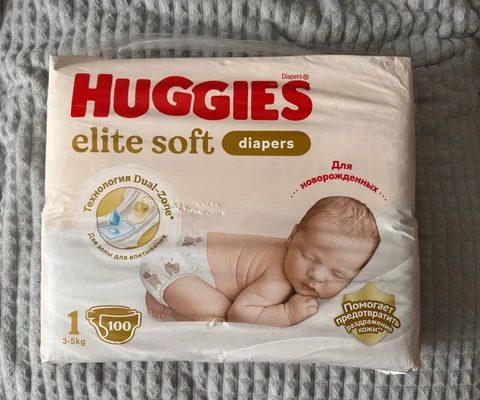 Diapers®
HUGGIES
elite soft
diapers
Для
новорожденных
Технология Dual-Zone*
Две зоны для впитывания
Помогает
предотвратить
раздражение
кожи**
1
100
3-5kg